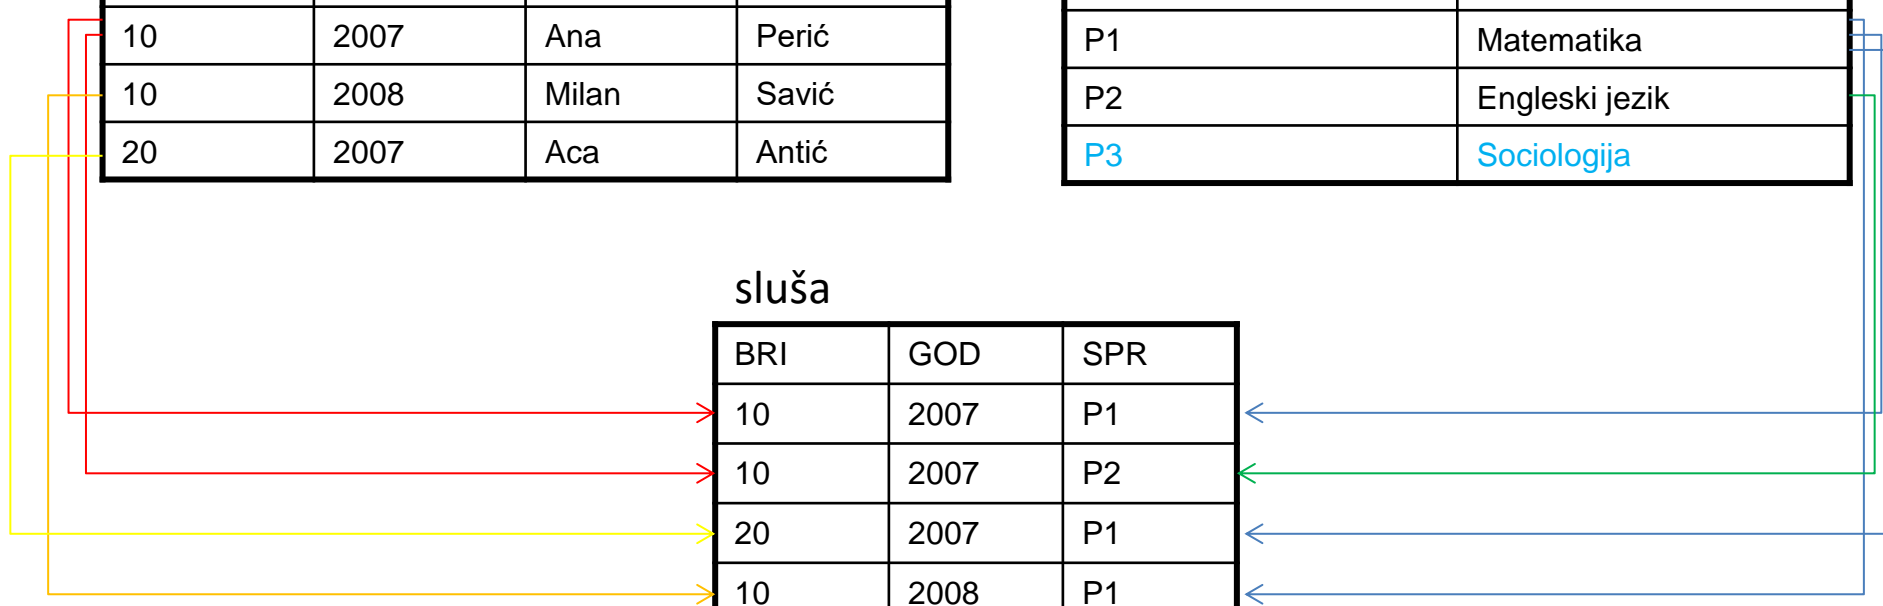 10 2007 Ana Perić
10 2008 Milan Savić
20 2007 Aca Antić
P1 Matematika
P2 Engleski jezik
P3 Sociologija
sluša
BRI GOD SPR
10 2007 P1
10 2007 P2
20 2007 P1
10 2008 P1